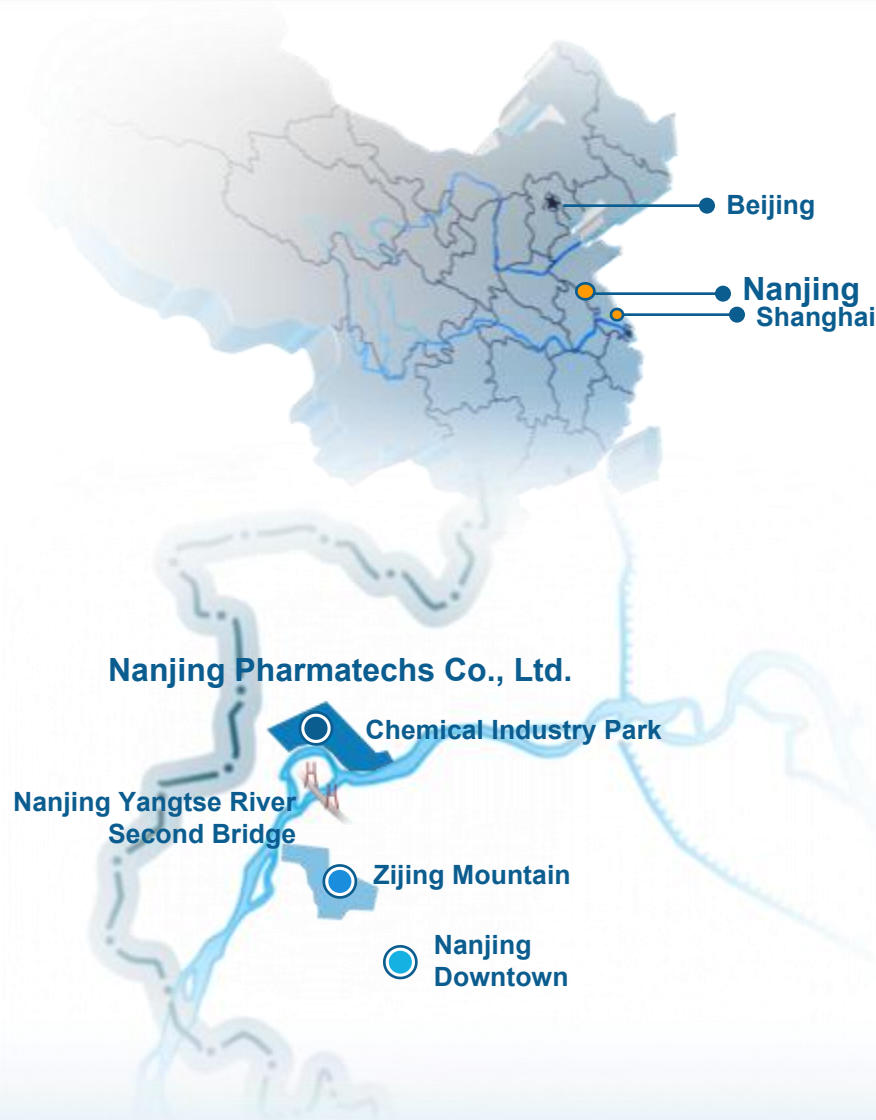 Beijing
Nanjing
Shanghai
Nanjing Pharmatechs Co., Ltd.
Chemical Industry Park
Nanjing Yangtse River
Second Bridge
Zijing Mountain
Nanjing
Downtown